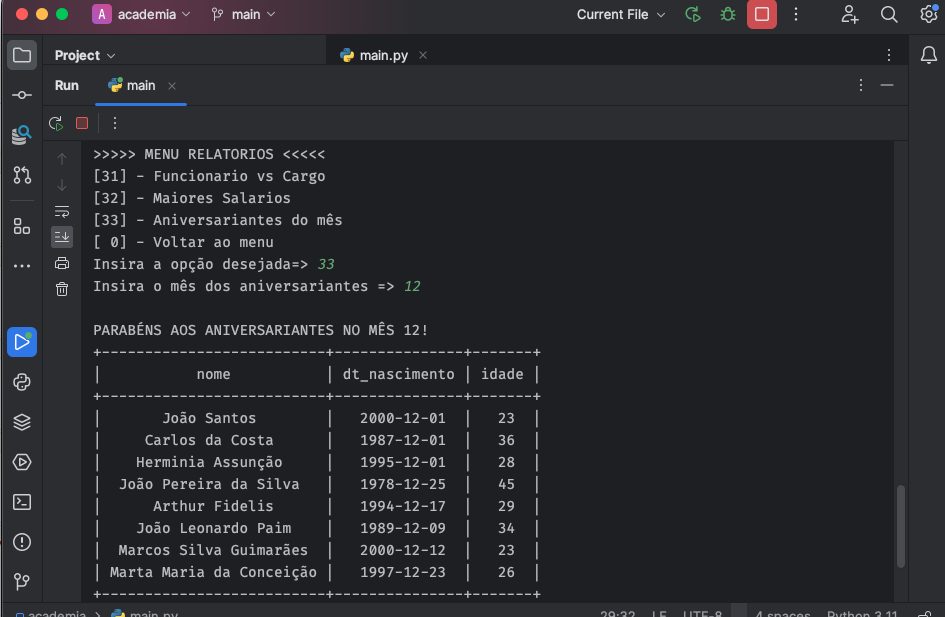 A academia main Current File
Project main.py
Run main
>>>>> MENU RELATORIOS <<<<<
[31] - Funcionario vs Cargo
[32] - Maiores Salarios
[33] - Aniversariantes do mês
[ 0] - Voltar ao menu
Insira a opção desejada=> 33
Insira o mês dos aniversariantes => 12
PARABÉNS AOS ANIVERSARIANTES NO MÊS 12!
+--------------------------+---------------+-------+
| nome | dt_nascimento | idade |
+--------------------------+---------------+-------+
| João Santos | 2000-12-01 | 23 |
| Carlos da Costa | 1987-12-01 | 36 |
| Herminia Assunção | 1995-12-01 | 28 |
| João Pereira da Silva | 1978-12-25 | 45 |
| Arthur Fidelis | 1994-12-17 | 29 |
| João Leonardo Paim | 1989-12-09 | 34 |
| Marcos Silva Guimarães | 2000-12-12 | 23 |
| Marta Maria da Conceição | 1997-12-23 | 26 |
+--------------------------+---------------+-------+
academia > main.py 29:32 LF UTF-8 4 spaces Python 3.11